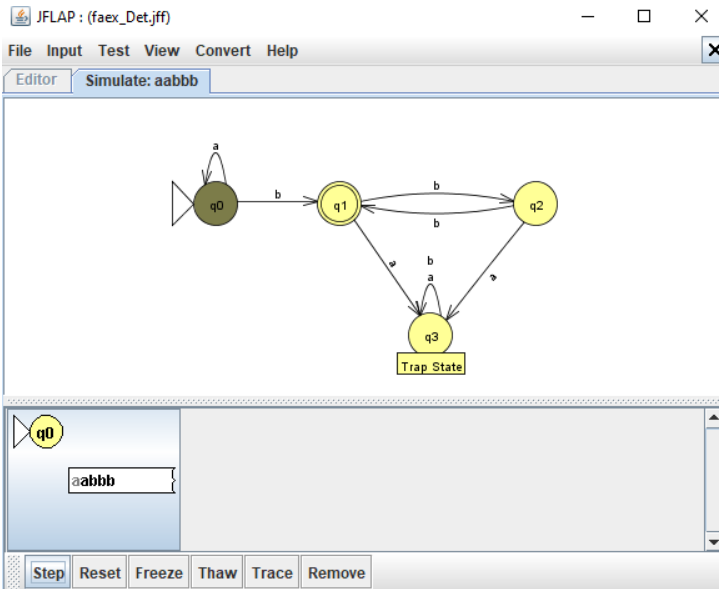 JFLAP : (faex_Det.jff)
File Input Test View Convert Help
Editor Simulate: aabbb
a
q0
b
q1
b
b
q2
a
b
a
a
q3
Trap State
q0
aabbb
Step Reset Freeze Thaw Trace Remove